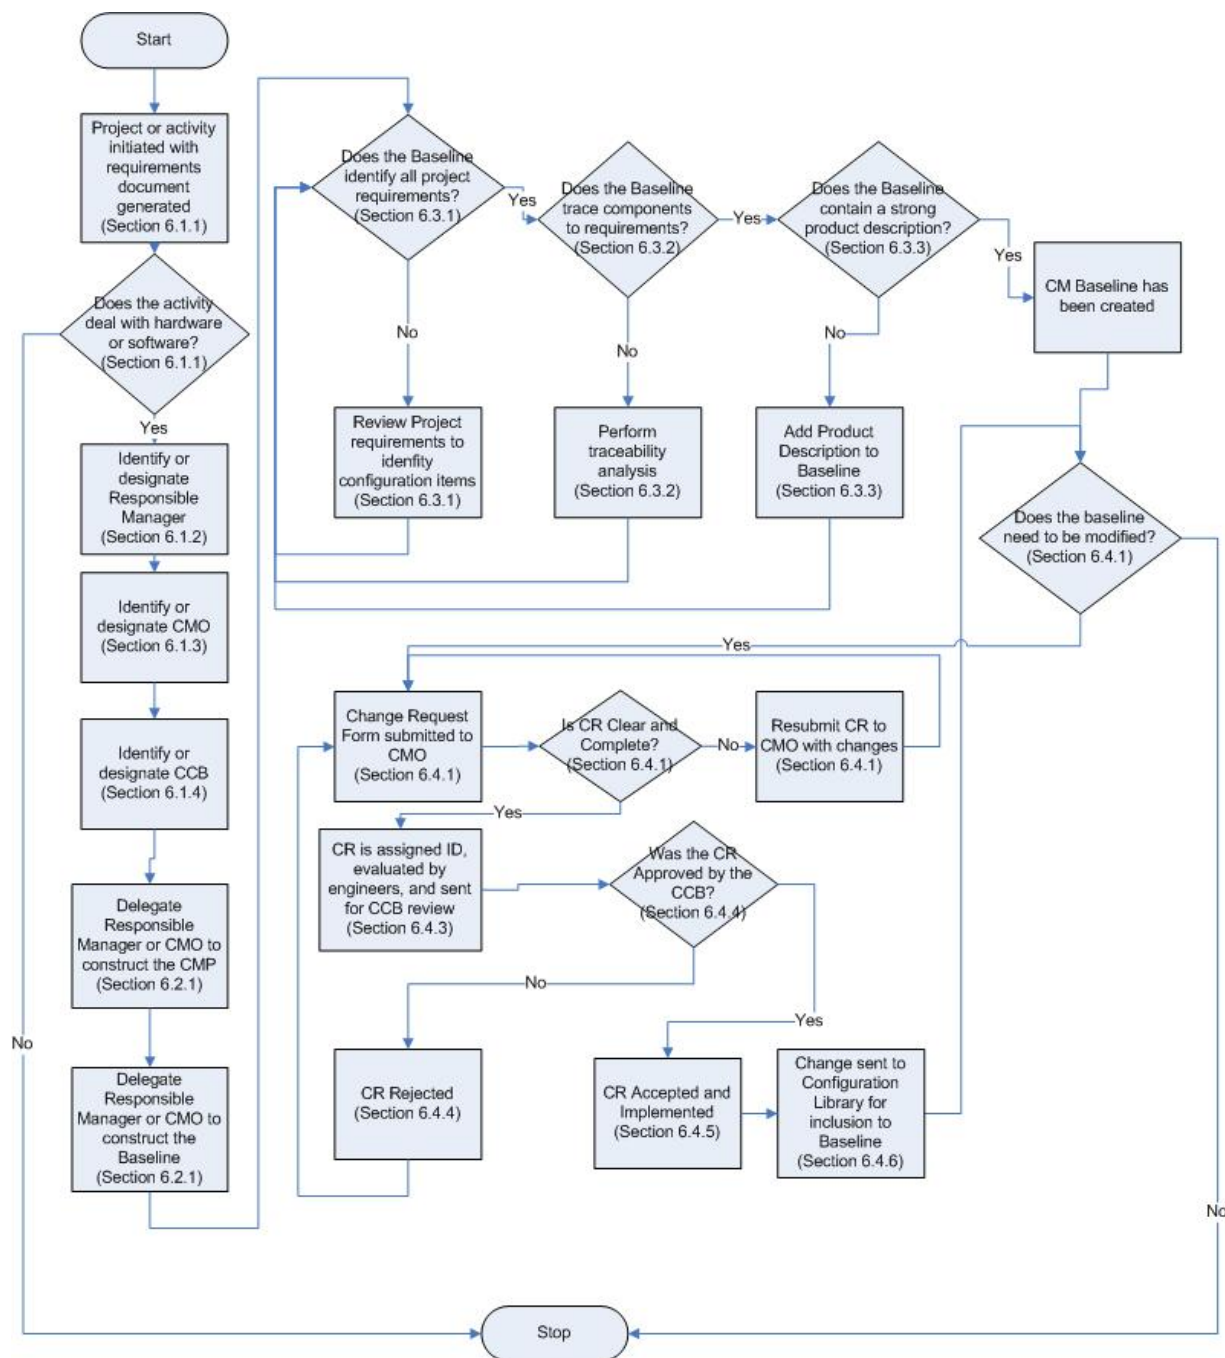 Start
Project or activity
initiated with
requirements
document
generated
(Section 6.1.1)
Does the activity
deal with hardware
or software?
(Section 6.1.1)
Yes
No
Identify or
designate
Responsible
Manager
(Section 6.1.2)
Identify or
designate CMO
(Section 6.1.3)
Identify or
designate CCB
(Section 6.1.4)
Delegate
Responsible
Manager or CMO to
construct the CMP
(Section 6.2.1)
Delegate
Responsible
Manager or CMO to
construct the
Baseline
(Section 6.2.1)
Does the Baseline
identify all project
requirements?
(Section 6.3.1)
Yes
No
Review Project
requirements to
idenfity
configuration items
(Section 6.3.1)
Does the Baseline
trace components
to requirements?
(Section 6.3.2)
Yes
No
Perform
traceability
analysis
(Section 6.3.2)
Does the Baseline
contain a strong
product description?
(Section 6.3.3)
Yes
No
Add Product
Description to
Baseline
(Section 6.3.3)
CM Baseline has
been created
Does the baseline
need to be modified?
(Section 6.4.1)
Yes
No
Change Request
Form submitted to
CMO
(Section 6.4.1)
Is CR Clear and
Complete?
(Section 6.4.1)
No
Resubmit CR to
CMO with changes
(Section 6.4.1)
Yes
CR is assigned ID,
evaluated by
engineers, and sent
for CCB review
(Section 6.4.3)
Was the CR
Approved by the
CCB?
(Section 6.4.4)
No
Yes
CR Rejected
(Section 6.4.4)
CR Accepted and
Implemented
(Section 6.4.5)
Change sent to
Configuration
Library for
inclusion to
Baseline
(Section 6.4.6)
Stop